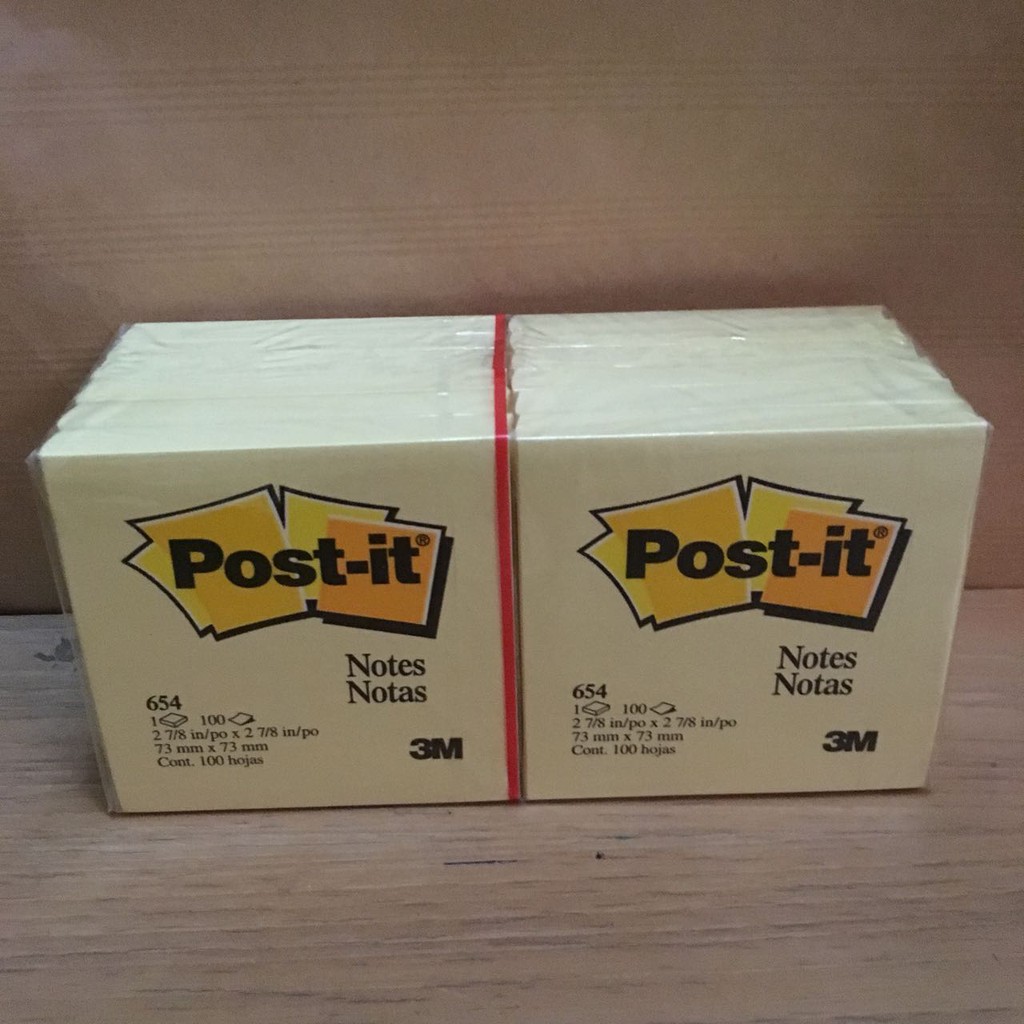 Post-it®
Notes
Notas
654
1 100
2 7/8 in/po x 2 7/8 in/po
73 mm x 73 mm
Cont. 100 hojas
3M
Post-it®
Notes
Notas
654
1 100
2 7/8 in/po x 2 7/8 in/po
73 mm x 73 mm
Cont. 100 hojas
3M